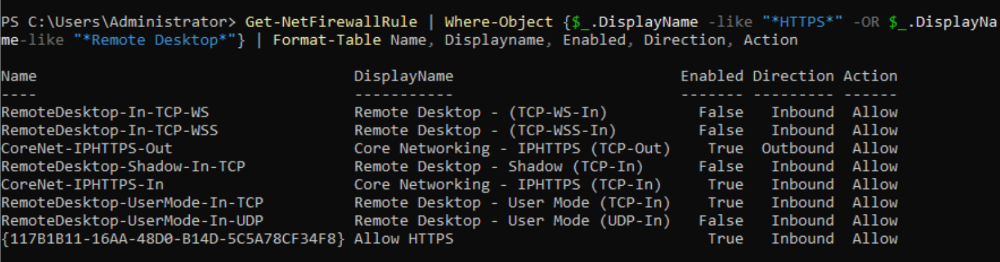 PS C:\Users\Administrator> Get-NetFirewallRule | Where-Object {$_.DisplayName -like "*HTTPS*" -OR $_.DisplayNa
me-like "*Remote Desktop*"} | Format-Table Name, Displayname, Enabled, Direction, Action
Name DisplayName Enabled Direction Action
---- ----------- ------- --------- ------
RemoteDesktop-In-TCP-WS Remote Desktop - (TCP-WS-In) False Inbound Allow
RemoteDesktop-In-TCP-WSS Remote Desktop - (TCP-WSS-In) False Inbound Allow
CoreNet-IPHTTPS-Out Core Networking - IPHTTPS (TCP-Out) True Outbound Allow
RemoteDesktop-Shadow-In-TCP Remote Desktop - Shadow (TCP-In) False Inbound Allow
CoreNet-IPHTTPS-In Core Networking - IPHTTPS (TCP-In) True Inbound Allow
RemoteDesktop-UserMode-In-TCP Remote Desktop - User Mode (TCP-In) True Inbound Allow
RemoteDesktop-UserMode-In-UDP Remote Desktop - User Mode (UDP-In) False Inbound Allow
{117B1B11-16AA-48D0-B14D-5C5A78CF34F8} Allow HTTPS True Inbound Allow